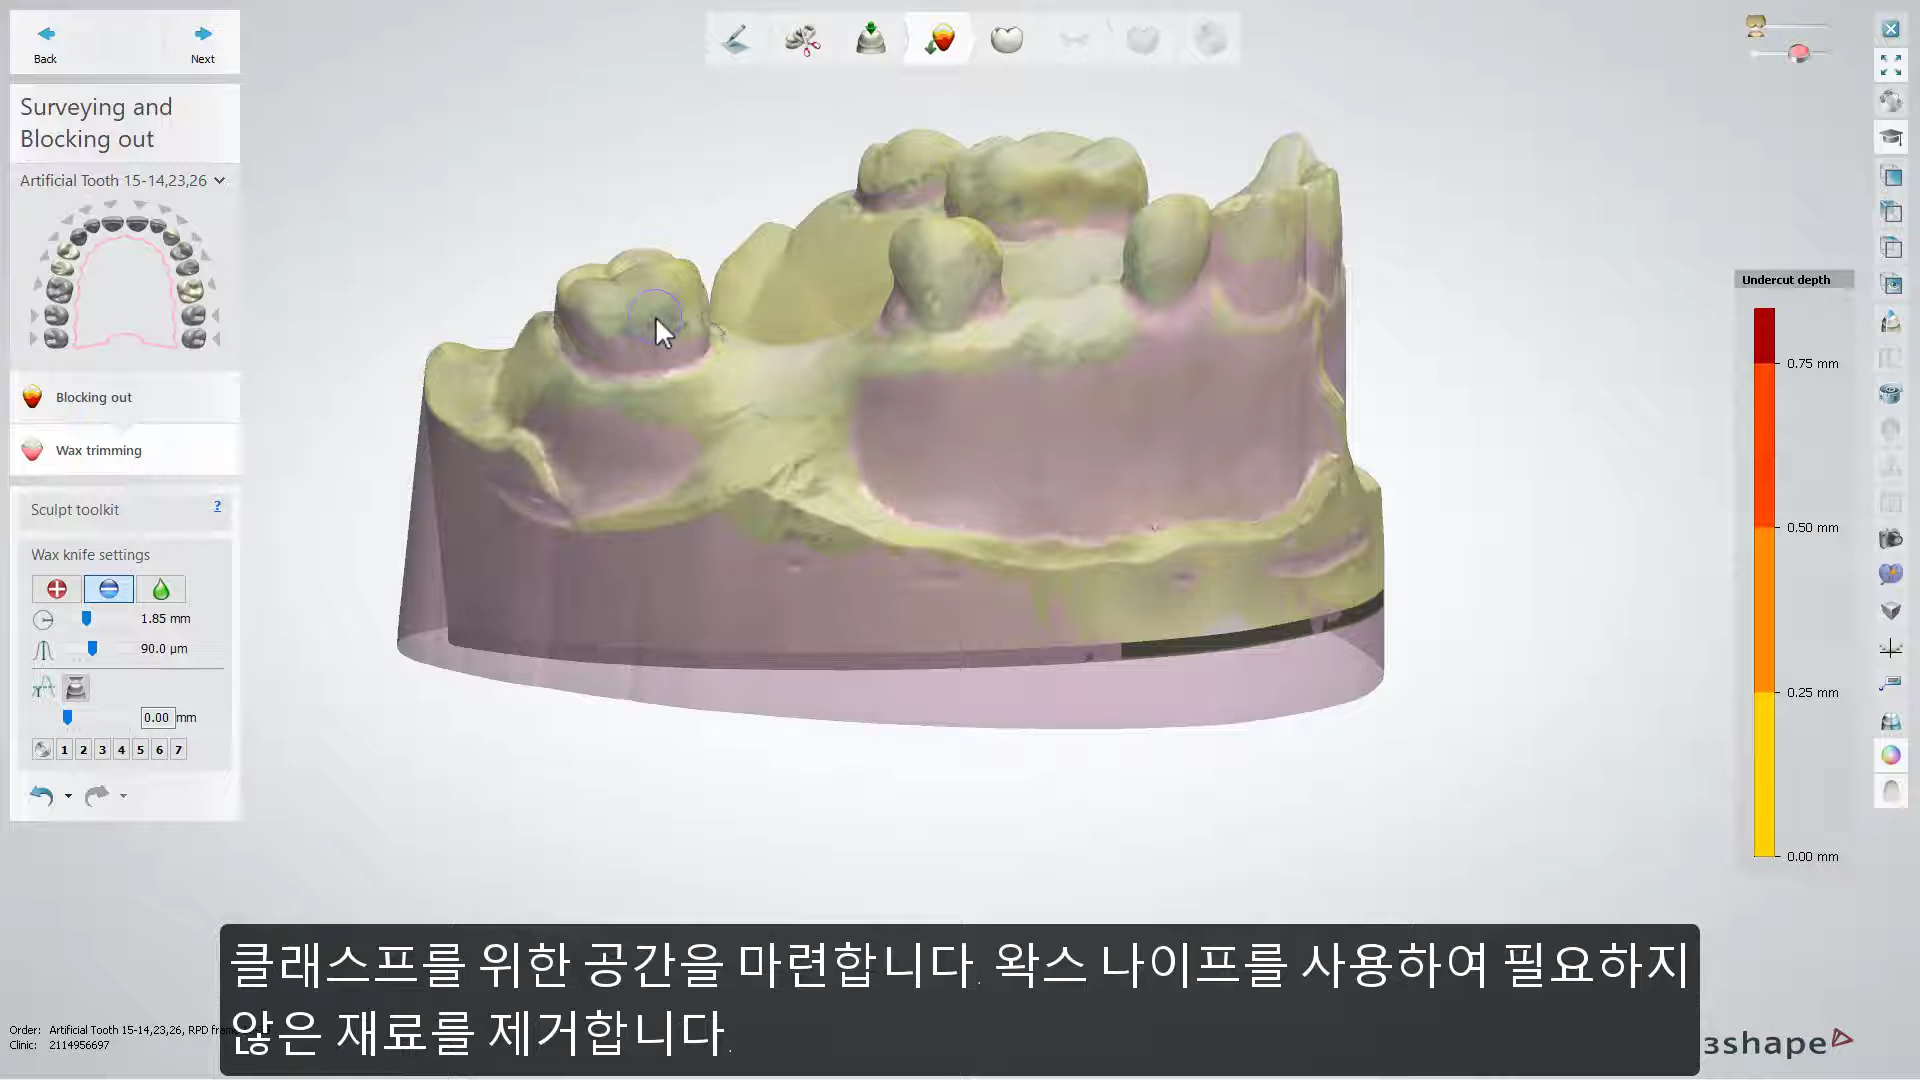 Back
Next
Surveying and
Blocking out
Artificial Tooth 15-14,23,26
Blocking out
Wax trimming
Sculpt toolkit
?
Wax knife settings
1.85 mm
90.0 µm
0.00 mm
1 2 3 4 5 6 7
Undercut depth
0.75 mm
0.50 mm
0.25 mm
0.00 mm
클래스프를 위한 공간을 마련합니다. 왁스 나이프를 사용하여 필요하지
않은 재료를 제거합니다.
Order: Artificial Tooth 15-14,23,26, RPD
Clinic: 2114956697
3shape